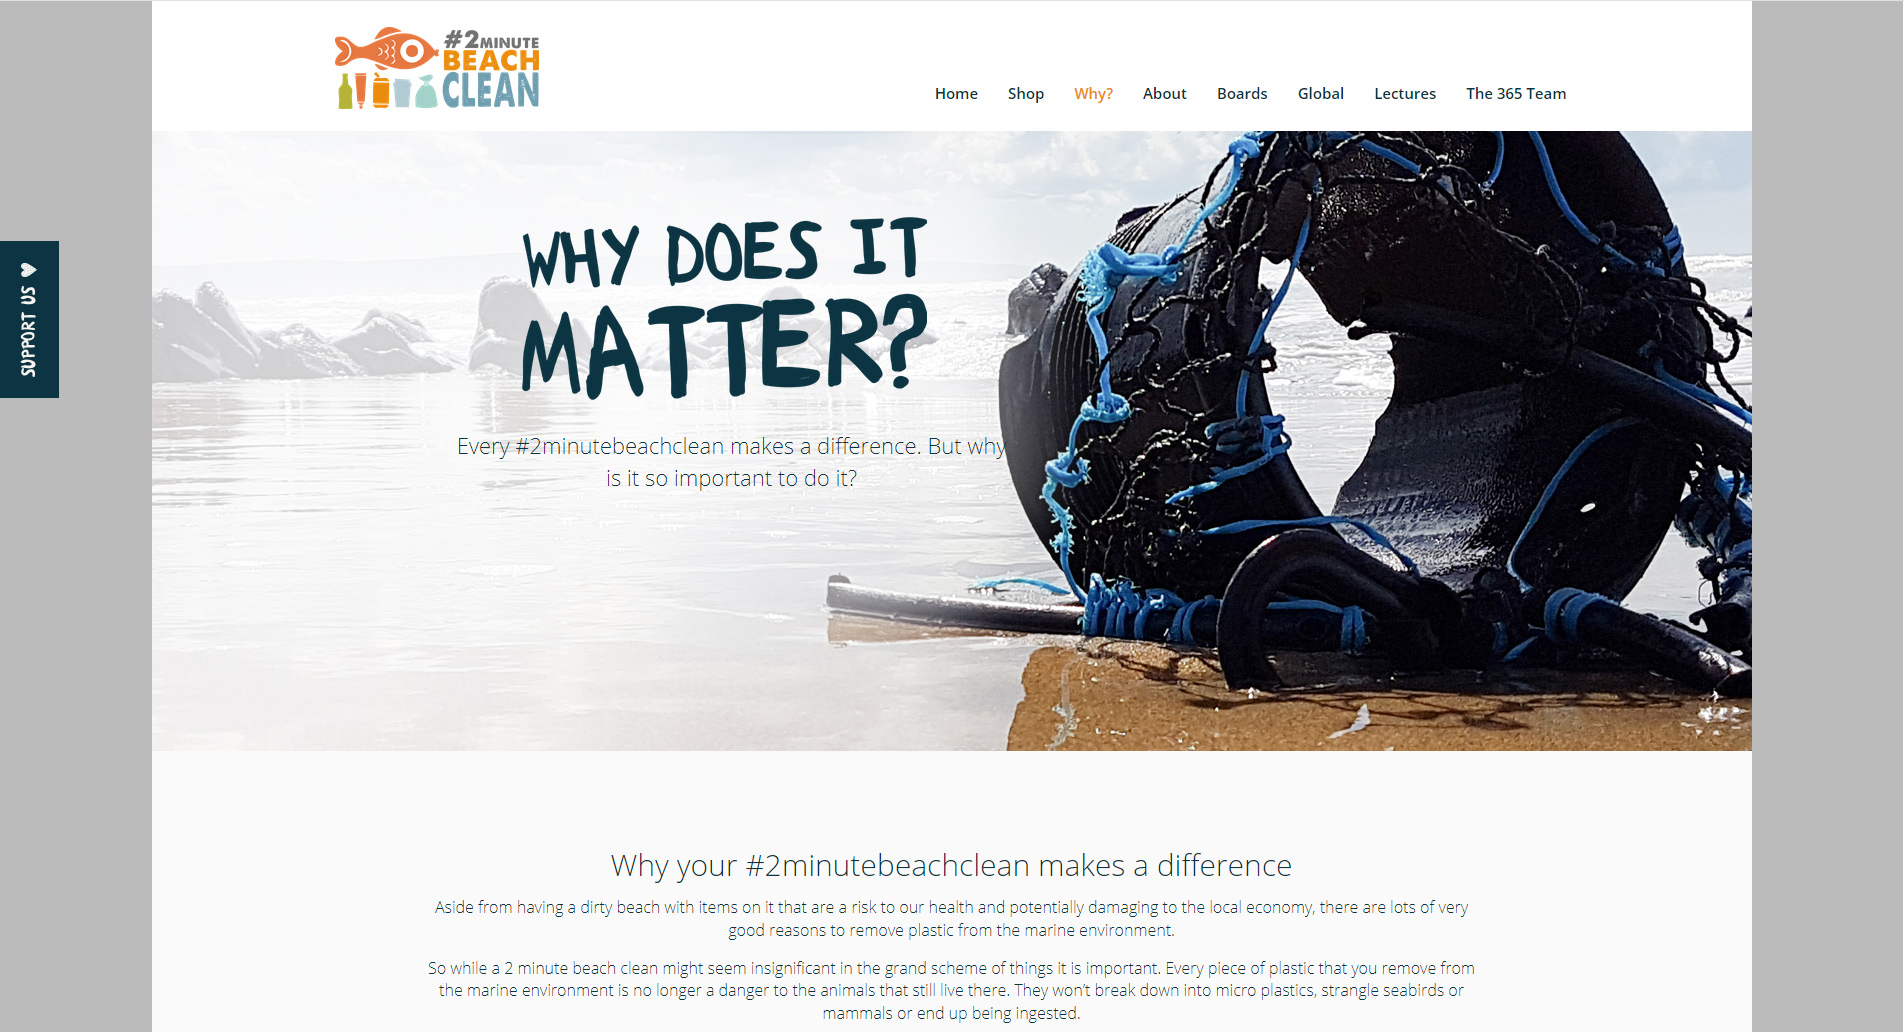 #2MINUTE
BEACH
CLEAN
Home Shop Why? About Boards Global Lectures The 365 Team
SUPPORT US
WHY DOES IT
MATTER?
Every #2minutebeachclean makes a difference. But why
is it so important to do it?
Why your #2minutebeachclean makes a difference
Aside from having a dirty beach with items on it that are a risk to our health and potentially damaging to the local economy, there are lots of very
good reasons to remove plastic from the marine environment.
So while a 2 minute beach clean might seem insignificant in the grand scheme of things it is important. Every piece of plastic that you remove from
the marine environment is no longer a danger to the animals that still live there. They won’t break down into micro plastics, strangle seabirds or
mammals or end up being ingested.